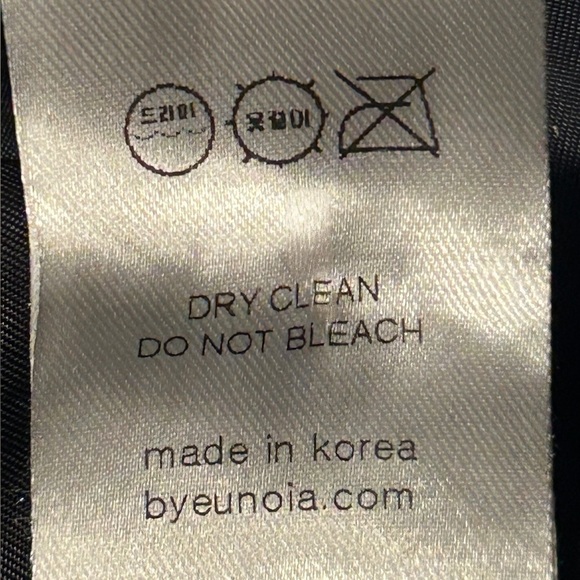 드라이
옷걸이
DRY CLEAN
DO NOT BLEACH
made in korea
byeunoia.com